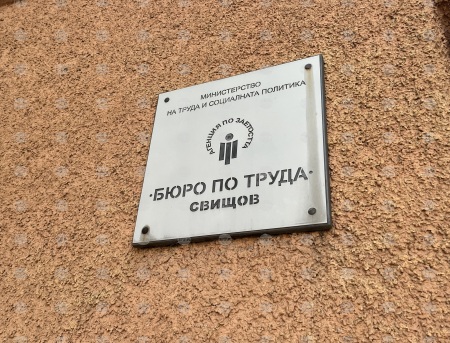 МИНИСТЕРСТВО
НА ТРУДА И СОЦИАЛНАТА ПОЛИТИКА
АГЕНЦИЯ ПО ЗАЕТОСТТА
·БЮРО ПО ТРУДА·
СВИЩОВ